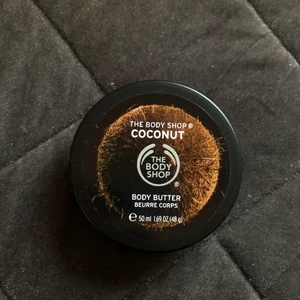 THE BODY SHOP®
COCONUT
THE
BODY
SHOP
®
BODY BUTTER
BEURRE CORPS
℮ 50 ml 1.69 OZ (48 g)